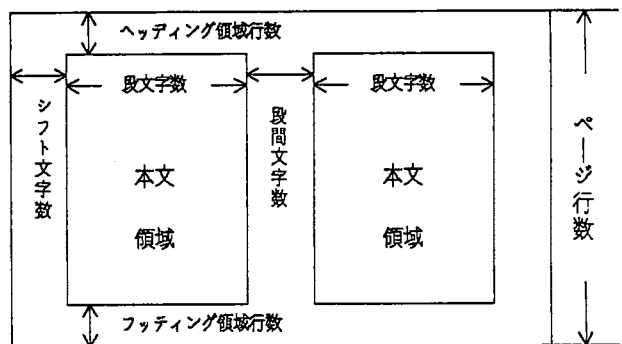 ヘッディング領域行数
段文字数
段文字数
シフト文字数
段間文字数
本文
領域
本文
領域
ページ行数
フッティング領域行数